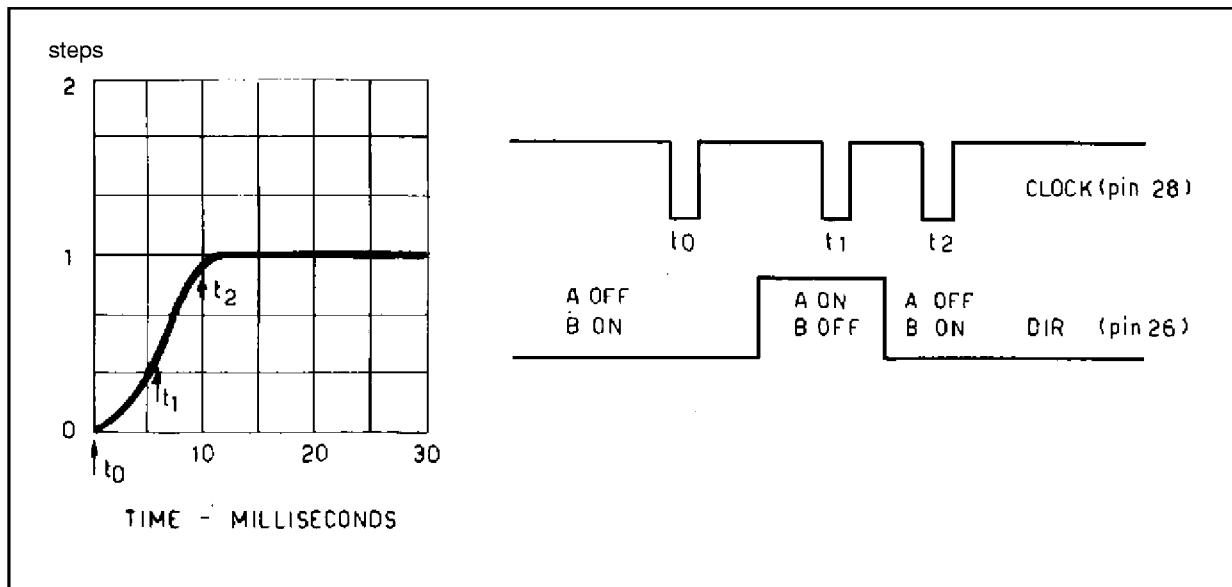 steps
2
1
0
t0
t1
t2
10
20
30
TIME - MILLISECONDS
CLOCK (pin 28)
t0
t1
t2
A OFF
B ON
A ON
B OFF
A OFF
B ON
DIR (pin 26)